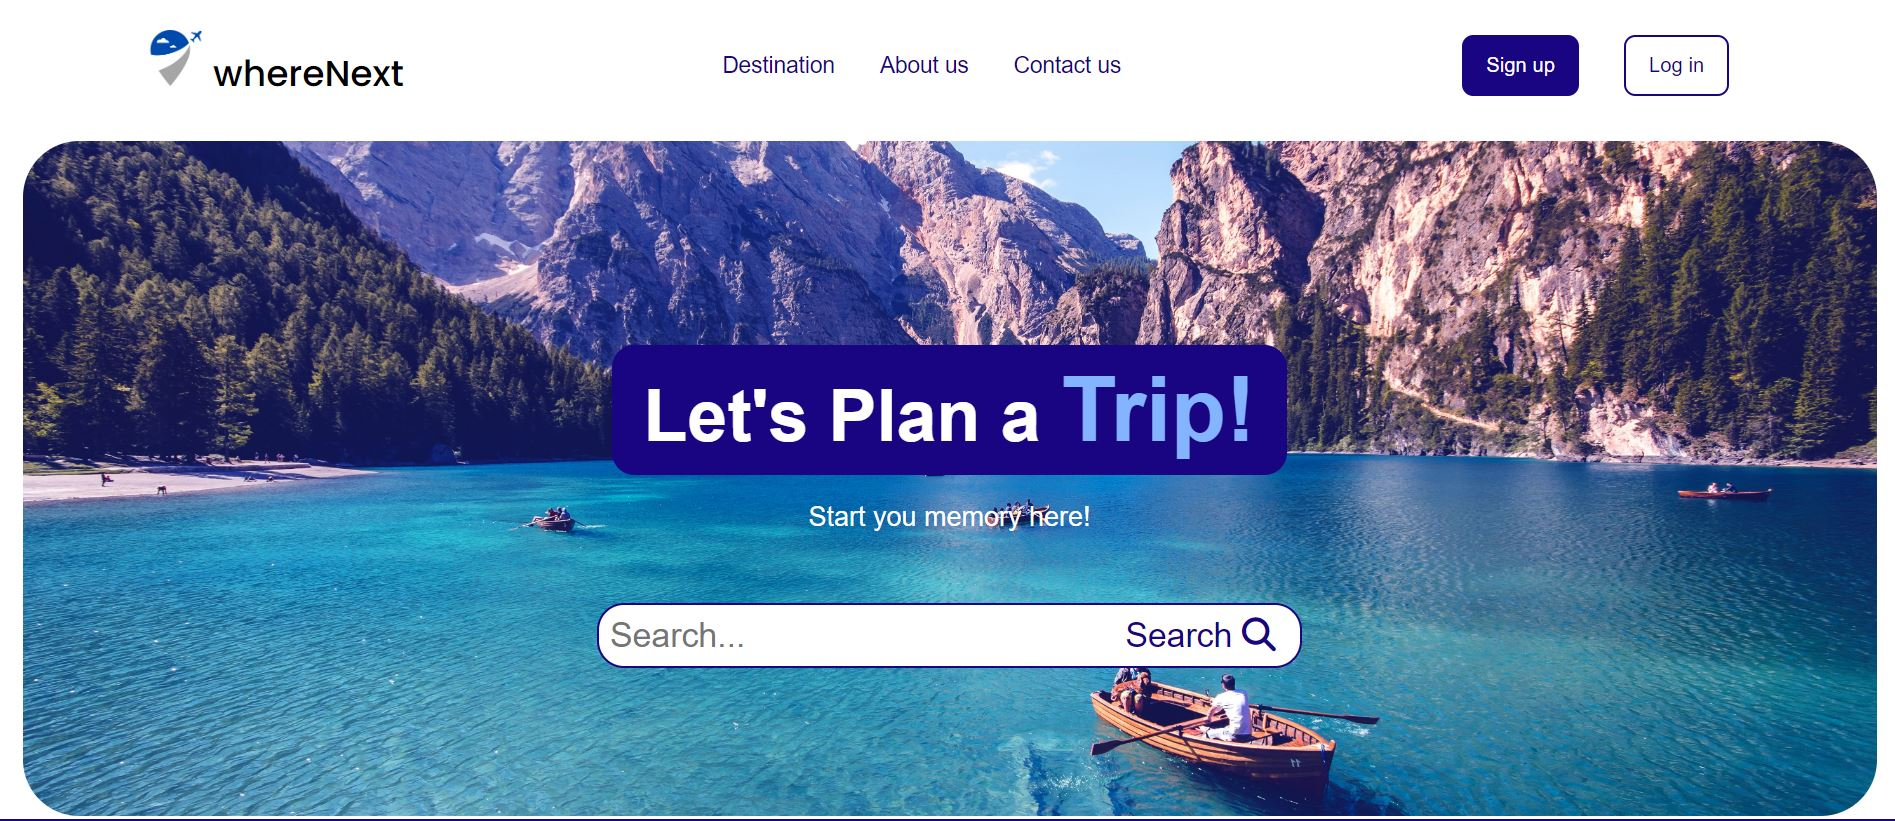 whereNext
Destination About us Contact us
Sign up Log in
Let's Plan a Trip!
Start you memory here!
Search... Search